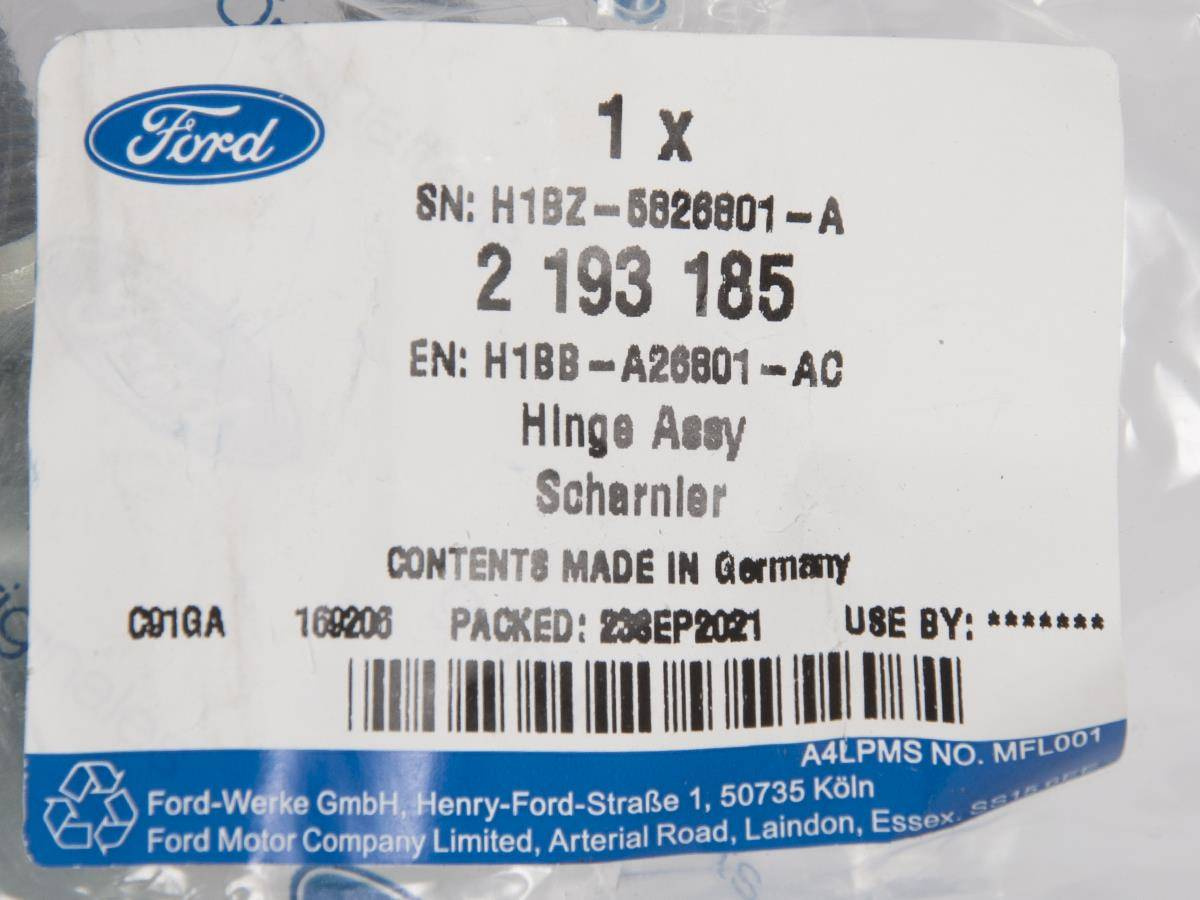 Ford
1 x
SN: H1BZ-5826801-A
2 193 185
EN: H1BB-A26801-AC
Hinge Assy
Scharnier
CONTENTS MADE IN Germany
C91GA 169206 PACKED: 23SEP2021 USE BY: *******
A4LPMS NO. MFL001
Ford-Werke GmbH, Henry-Ford-Straße 1, 50735 Köln
Ford Motor Company Limited, Arterial Road, Laindon, Essex.